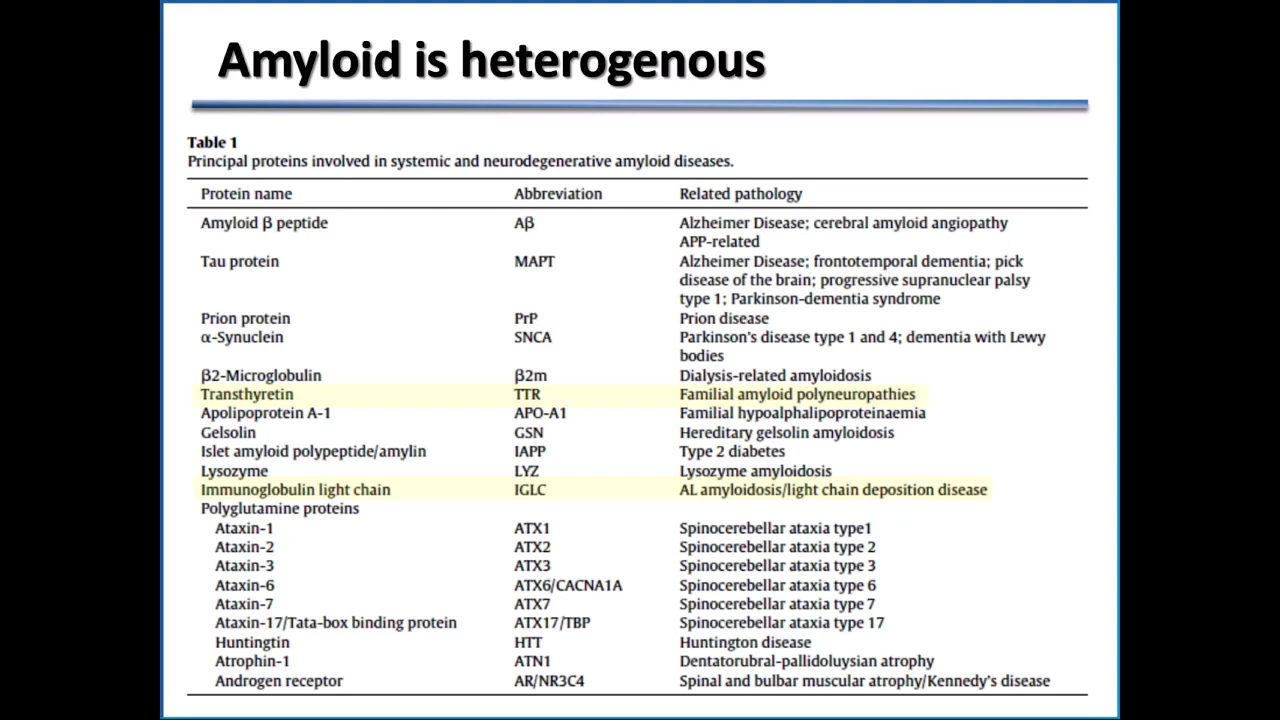 Amyloid is heterogenous
Table 1
Principal proteins involved in systemic and neurodegenerative amyloid diseases.
Protein name Abbreviation Related pathology
Amyloid β peptide Aβ Alzheimer Disease; cerebral amyloid angiopathy
APP-related
Tau protein MAPT Alzheimer Disease; frontotemporal dementia; pick
disease of the brain; progressive supranuclear palsy
type 1; Parkinson-dementia syndrome
Prion protein PrP Prion disease
α-Synuclein SNCA Parkinson's disease type 1 and 4; dementia with Lewy
bodies
β2-Microglobulin β2m Dialysis-related amyloidosis
Transthyretin TTR Familial amyloid polyneuropathies
Apolipoprotein A-1 APO-A1 Familial hypoalphalipoproteinaemia
Gelsolin GSN Hereditary gelsolin amyloidosis
Islet amyloid polypeptide/amylin IAPP Type 2 diabetes
Lysozyme LYZ Lysozyme amyloidosis
Immunoglobulin light chain IGLC AL amyloidosis/light chain deposition disease
Polyglutamine proteins
Ataxin-1 ATX1 Spinocerebellar ataxia type1
Ataxin-2 ATX2 Spinocerebellar ataxia type 2
Ataxin-3 ATX3 Spinocerebellar ataxia type 3
Ataxin-6 ATX6/CACNA1A Spinocerebellar ataxia type 6
Ataxin-7 ATX7 Spinocerebellar ataxia type 7
Ataxin-17/Tata-box binding protein ATX17/TBP Spinocerebellar ataxia type 17
Huntingtin HTT Huntington disease
Atrophin-1 ATN1 Dentatorubral-pallidoluysian atrophy
Androgen receptor AR/NR3C4 Spinal and bulbar muscular atrophy/Kennedy's disease